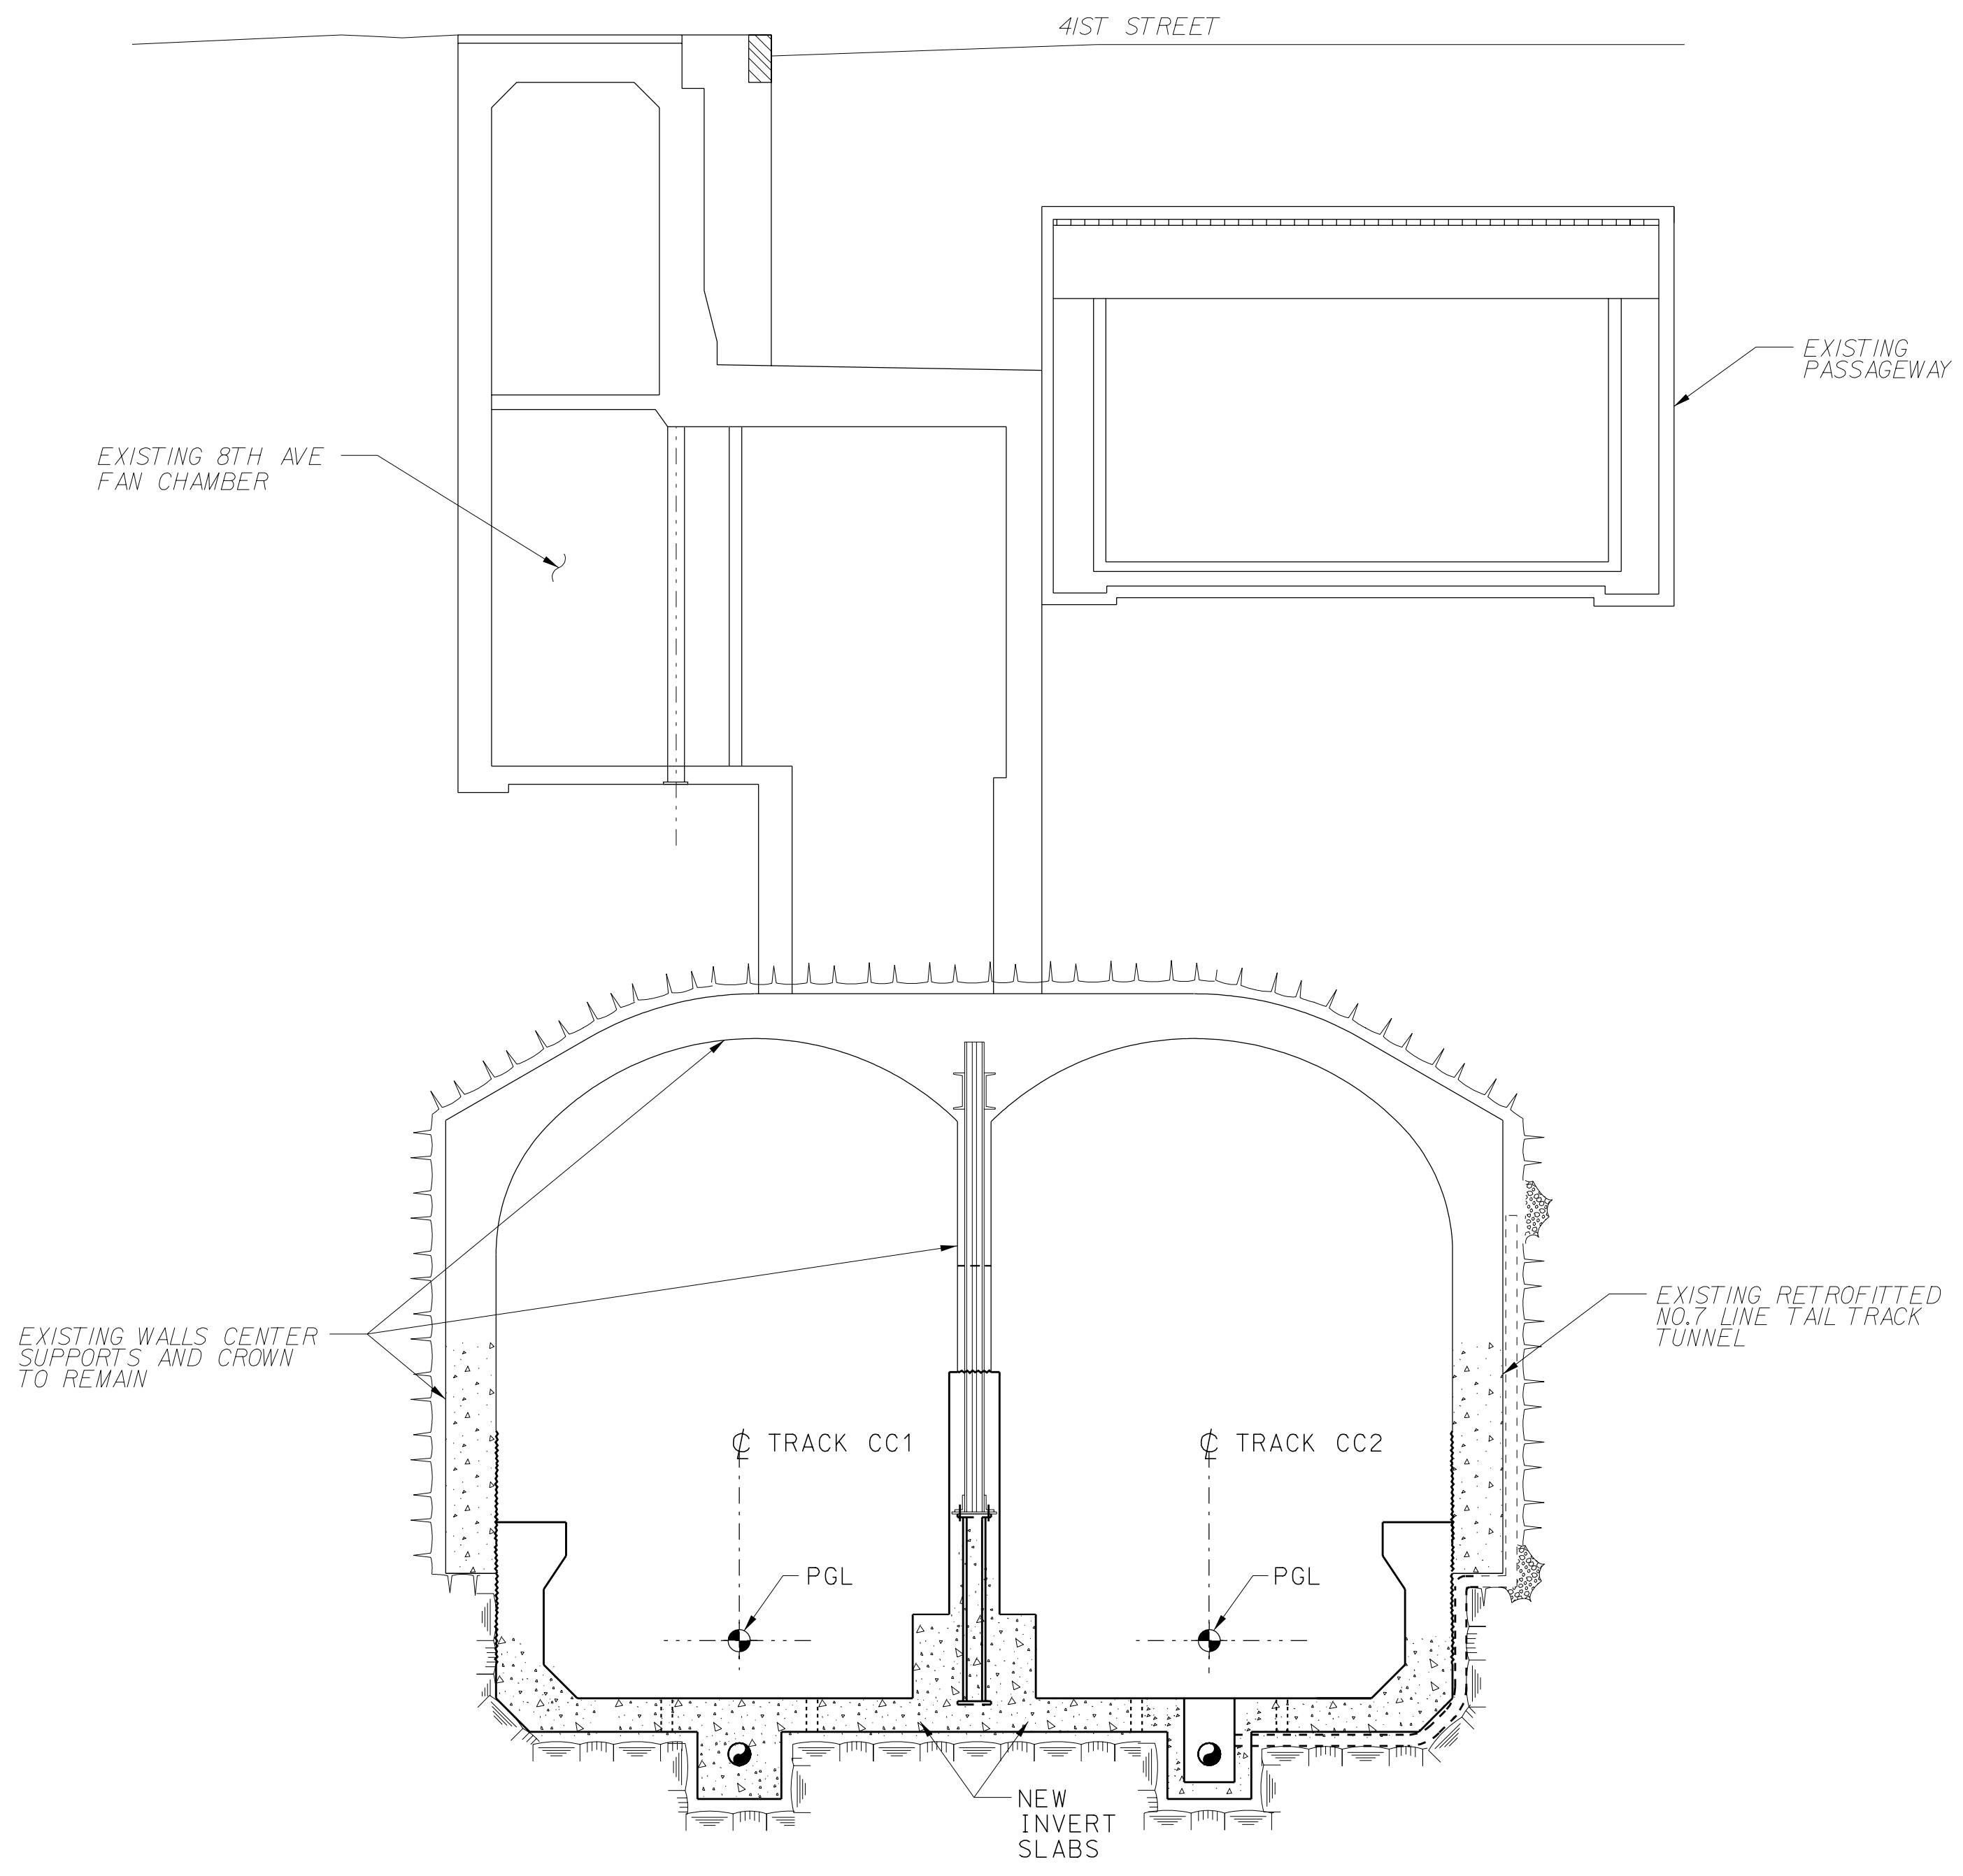 41ST STREET
EXISTING
PASSAGEWAY
EXISTING 8TH AVE
FAN CHAMBER
EXISTING RETROFITTED
NO.7 LINE TAIL TRACK
TUNNEL
EXISTING WALLS CENTER
SUPPORTS AND CROWN
TO REMAIN
℄ TRACK CC1
℄ TRACK CC2
PGL
PGL
NEW
INVERT
SLABS